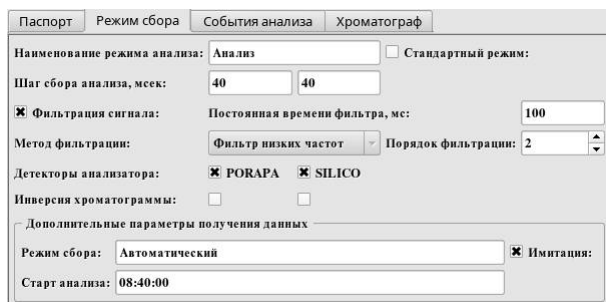 Паспорт Режим сбора События анализа Хроматограф
Наименование режима анализа: Анализ Стандартный режим:
Шаг сбора анализа, мсек: 40 40
Фильтрация сигнала: Постоянная времени фильтра, мс: 100
Метод фильтрации: Фильтр низких частот Порядок фильтрации: 2
Детекторы анализатора: PORAPA SILICO
Инверсия хроматограммы:
Дополнительные параметры получения данных
Режим сбора: Автоматический Имитация:
Старт анализа: 08:40:00